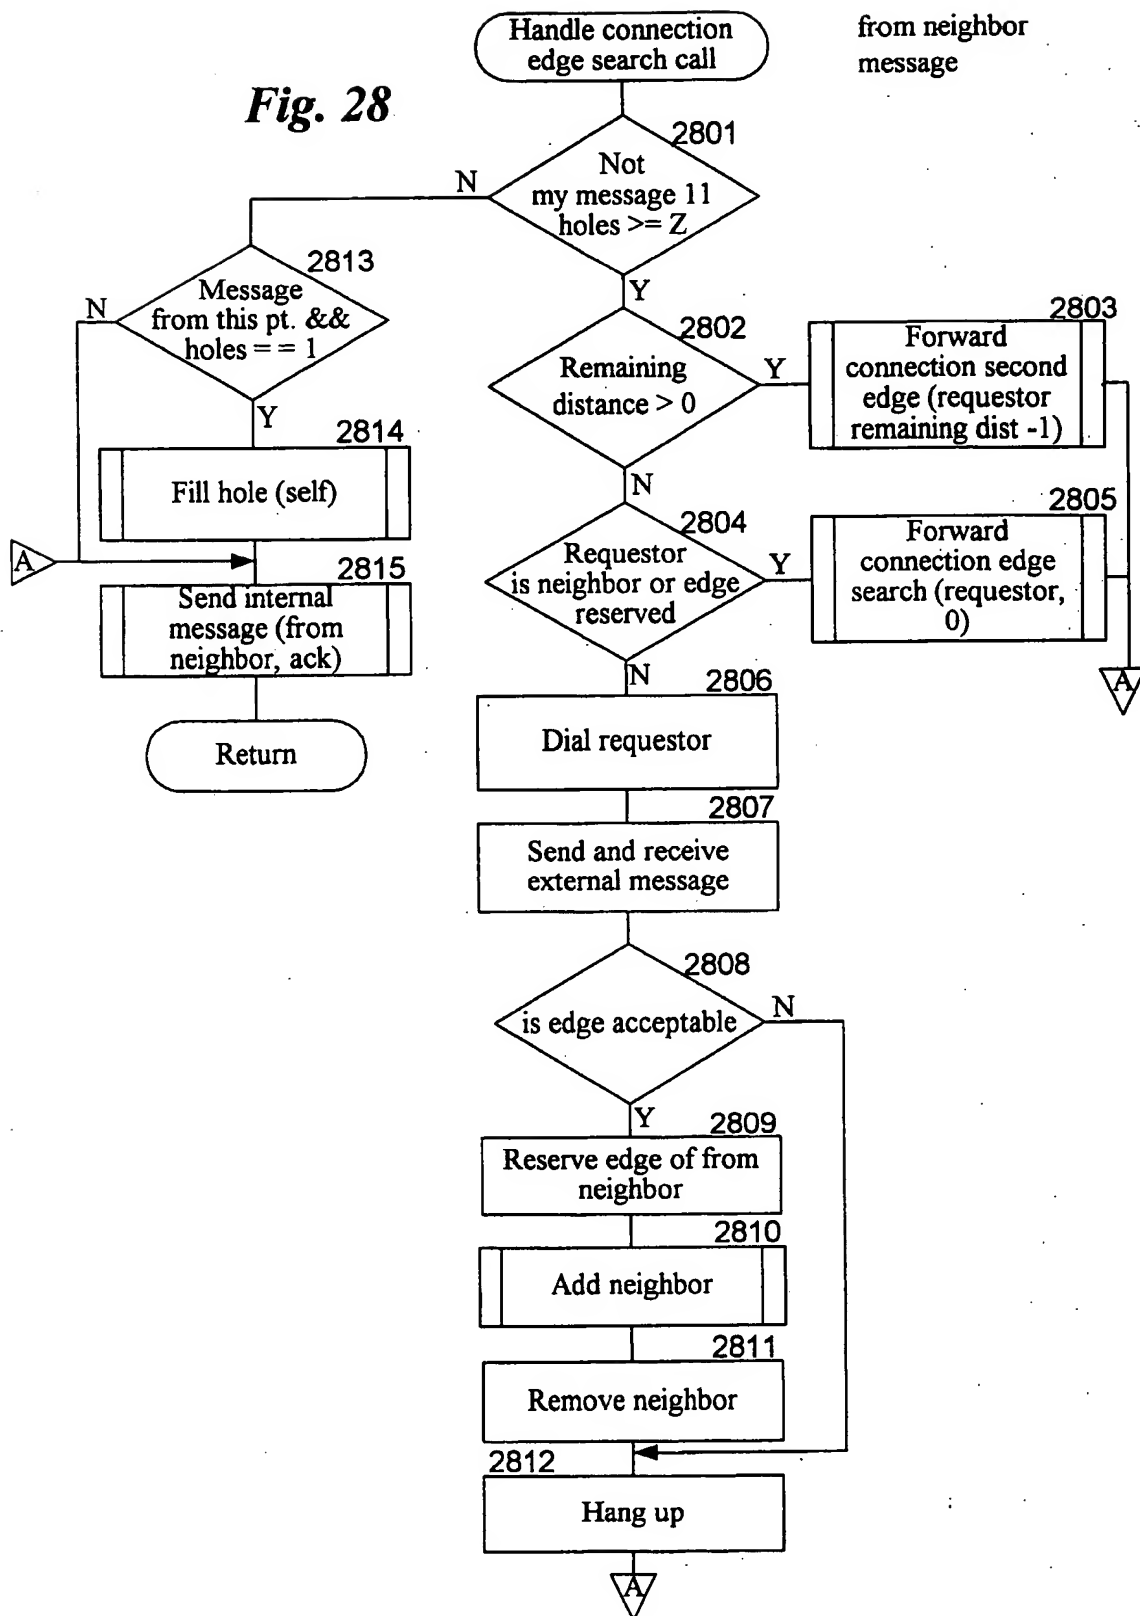 Handle connection
edge search call
from neighbor
message
Fig. 28
2801
Not
my message 11
holes >= Z
N
Y
2813
Message
from this pt. &&
holes = = 1
N
Y
2802
Remaining
distance > 0
Y
N
2803
Forward
connection second
edge (requestor
remaining dist -1)
2814
Fill hole (self)
A
2804
Requestor
is neighbor or edge
reserved
Y
N
2805
Forward
connection edge
search (requestor,
0)
A
2815
Send internal
message (from
neighbor, ack)
Return
2806
Dial requestor
2807
Send and receive
external message
2808
is edge acceptable
N
Y
2809
Reserve edge of from
neighbor
2810
Add neighbor
2811
Remove neighbor
2812
Hang up
A